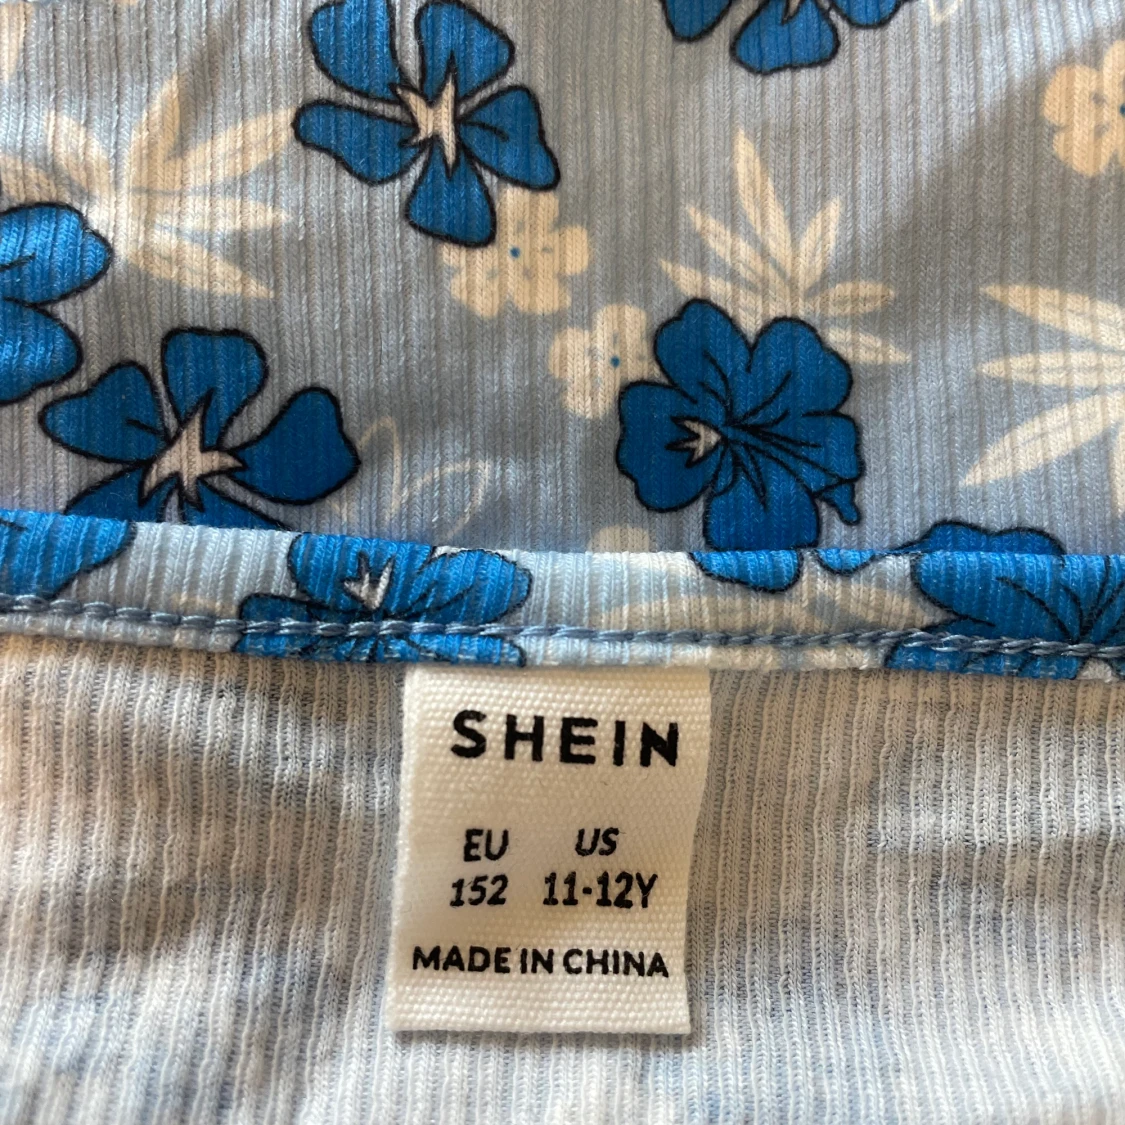 SHEIN
EU US
152 11-12Y
MADE IN CHINA